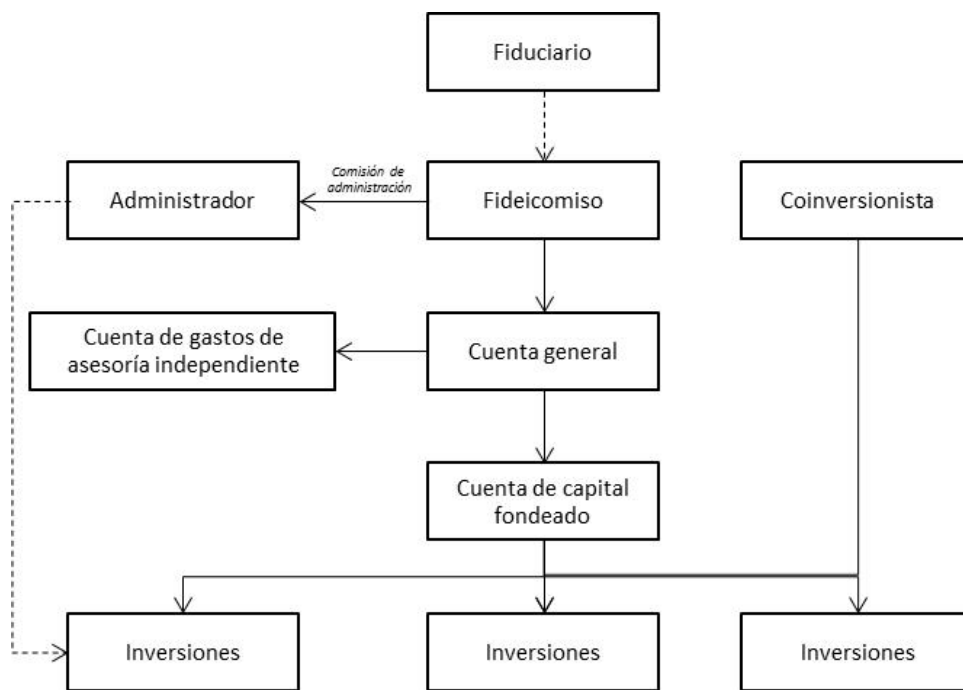 Fiduciario
Comisión de
administración
Administrador
Fideicomiso
Coinversionista
Cuenta de gastos de
asesoría independiente
Cuenta general
Cuenta de capital
fondeado
Inversiones
Inversiones
Inversiones